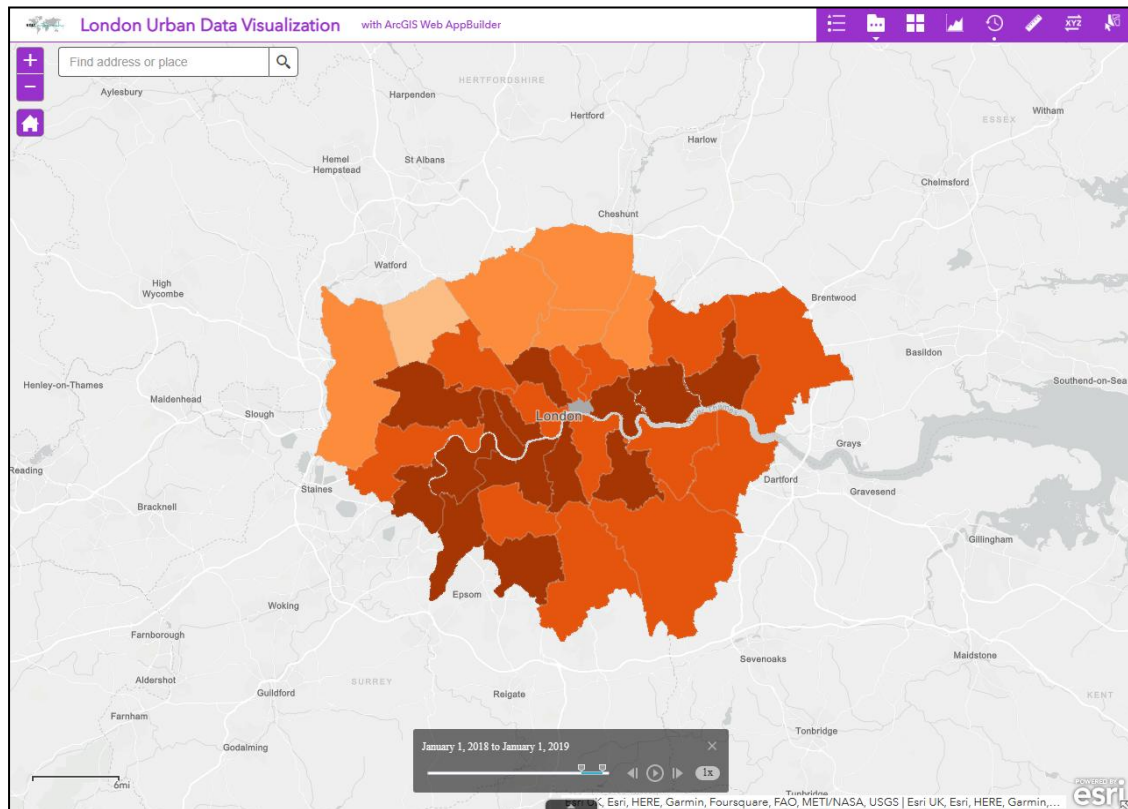 London Urban Data Visualization with ArcGIS Web AppBuilder
XYZ
+
Find address or place
−
HERTFORDSHIRE
Aylesbury
Harpenden
Witham
ESSEX
Hertford
Harlow
Hemel
Hempstead
St Albans
Chelmsford
Cheshunt
Watford
High
Wycombe
Brentwood
Basildon
Henley-on-Thames
Southend-on-Sea
Maidenhead
Slough
London
Grays
Reading
Staines
Dartford
Gravesend
Bracknell
Gillingham
Epsom
Woking
Farnborough
Maidstone
Sevenoaks
Aldershot
SURREY
Guildford
Reigate
KENT
Farnham
Tonbridge
Godalming
January 1, 2018 to January 1, 2019
1x
6mi
POWERED BY
esri
Esri UK, Esri, HERE, Garmin, Foursquare, FAO, METI/NASA, USGS | Esri UK, Esri, HERE, Garmin,...